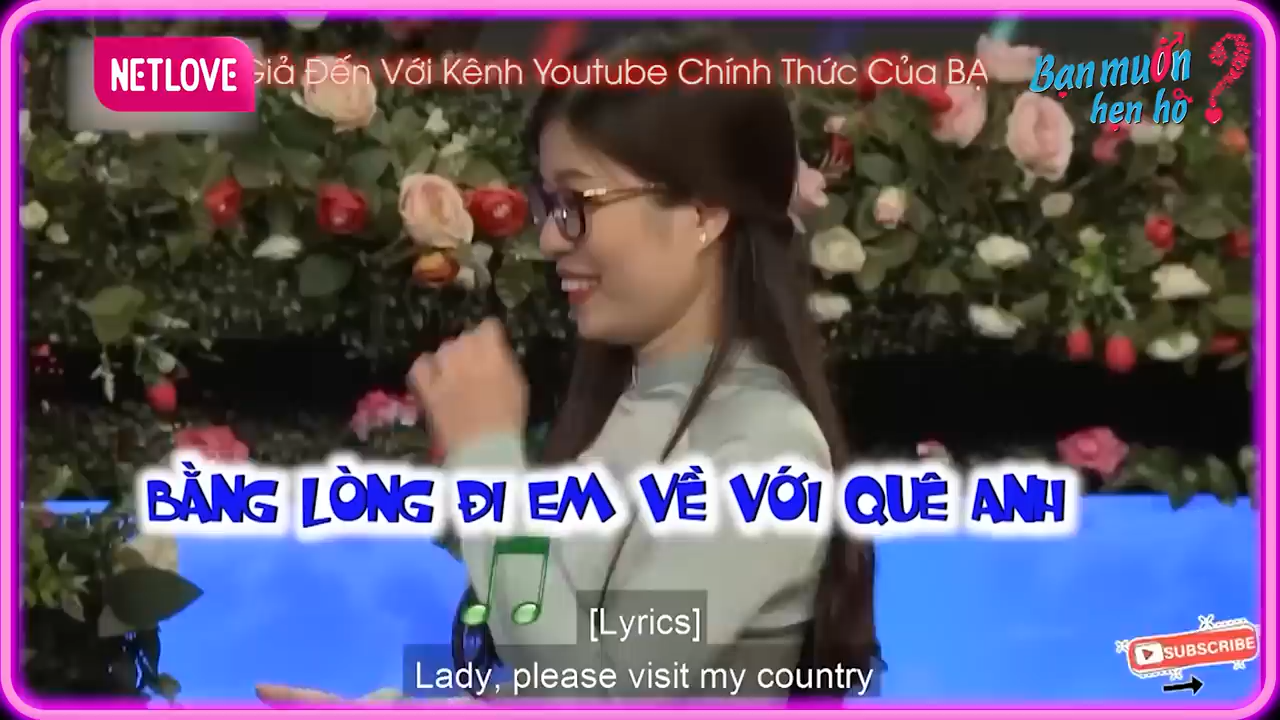 NETLOVE
Giả Đến Với Kênh Youtube Chính Thức Của BẠ
Bạn muốn
hẹn hò
?
BẰNG LÒNG ĐI EM VỀ VỚI QUÊ ANH
[Lyrics]
Lady, please visit my country
SUBSCRIBE